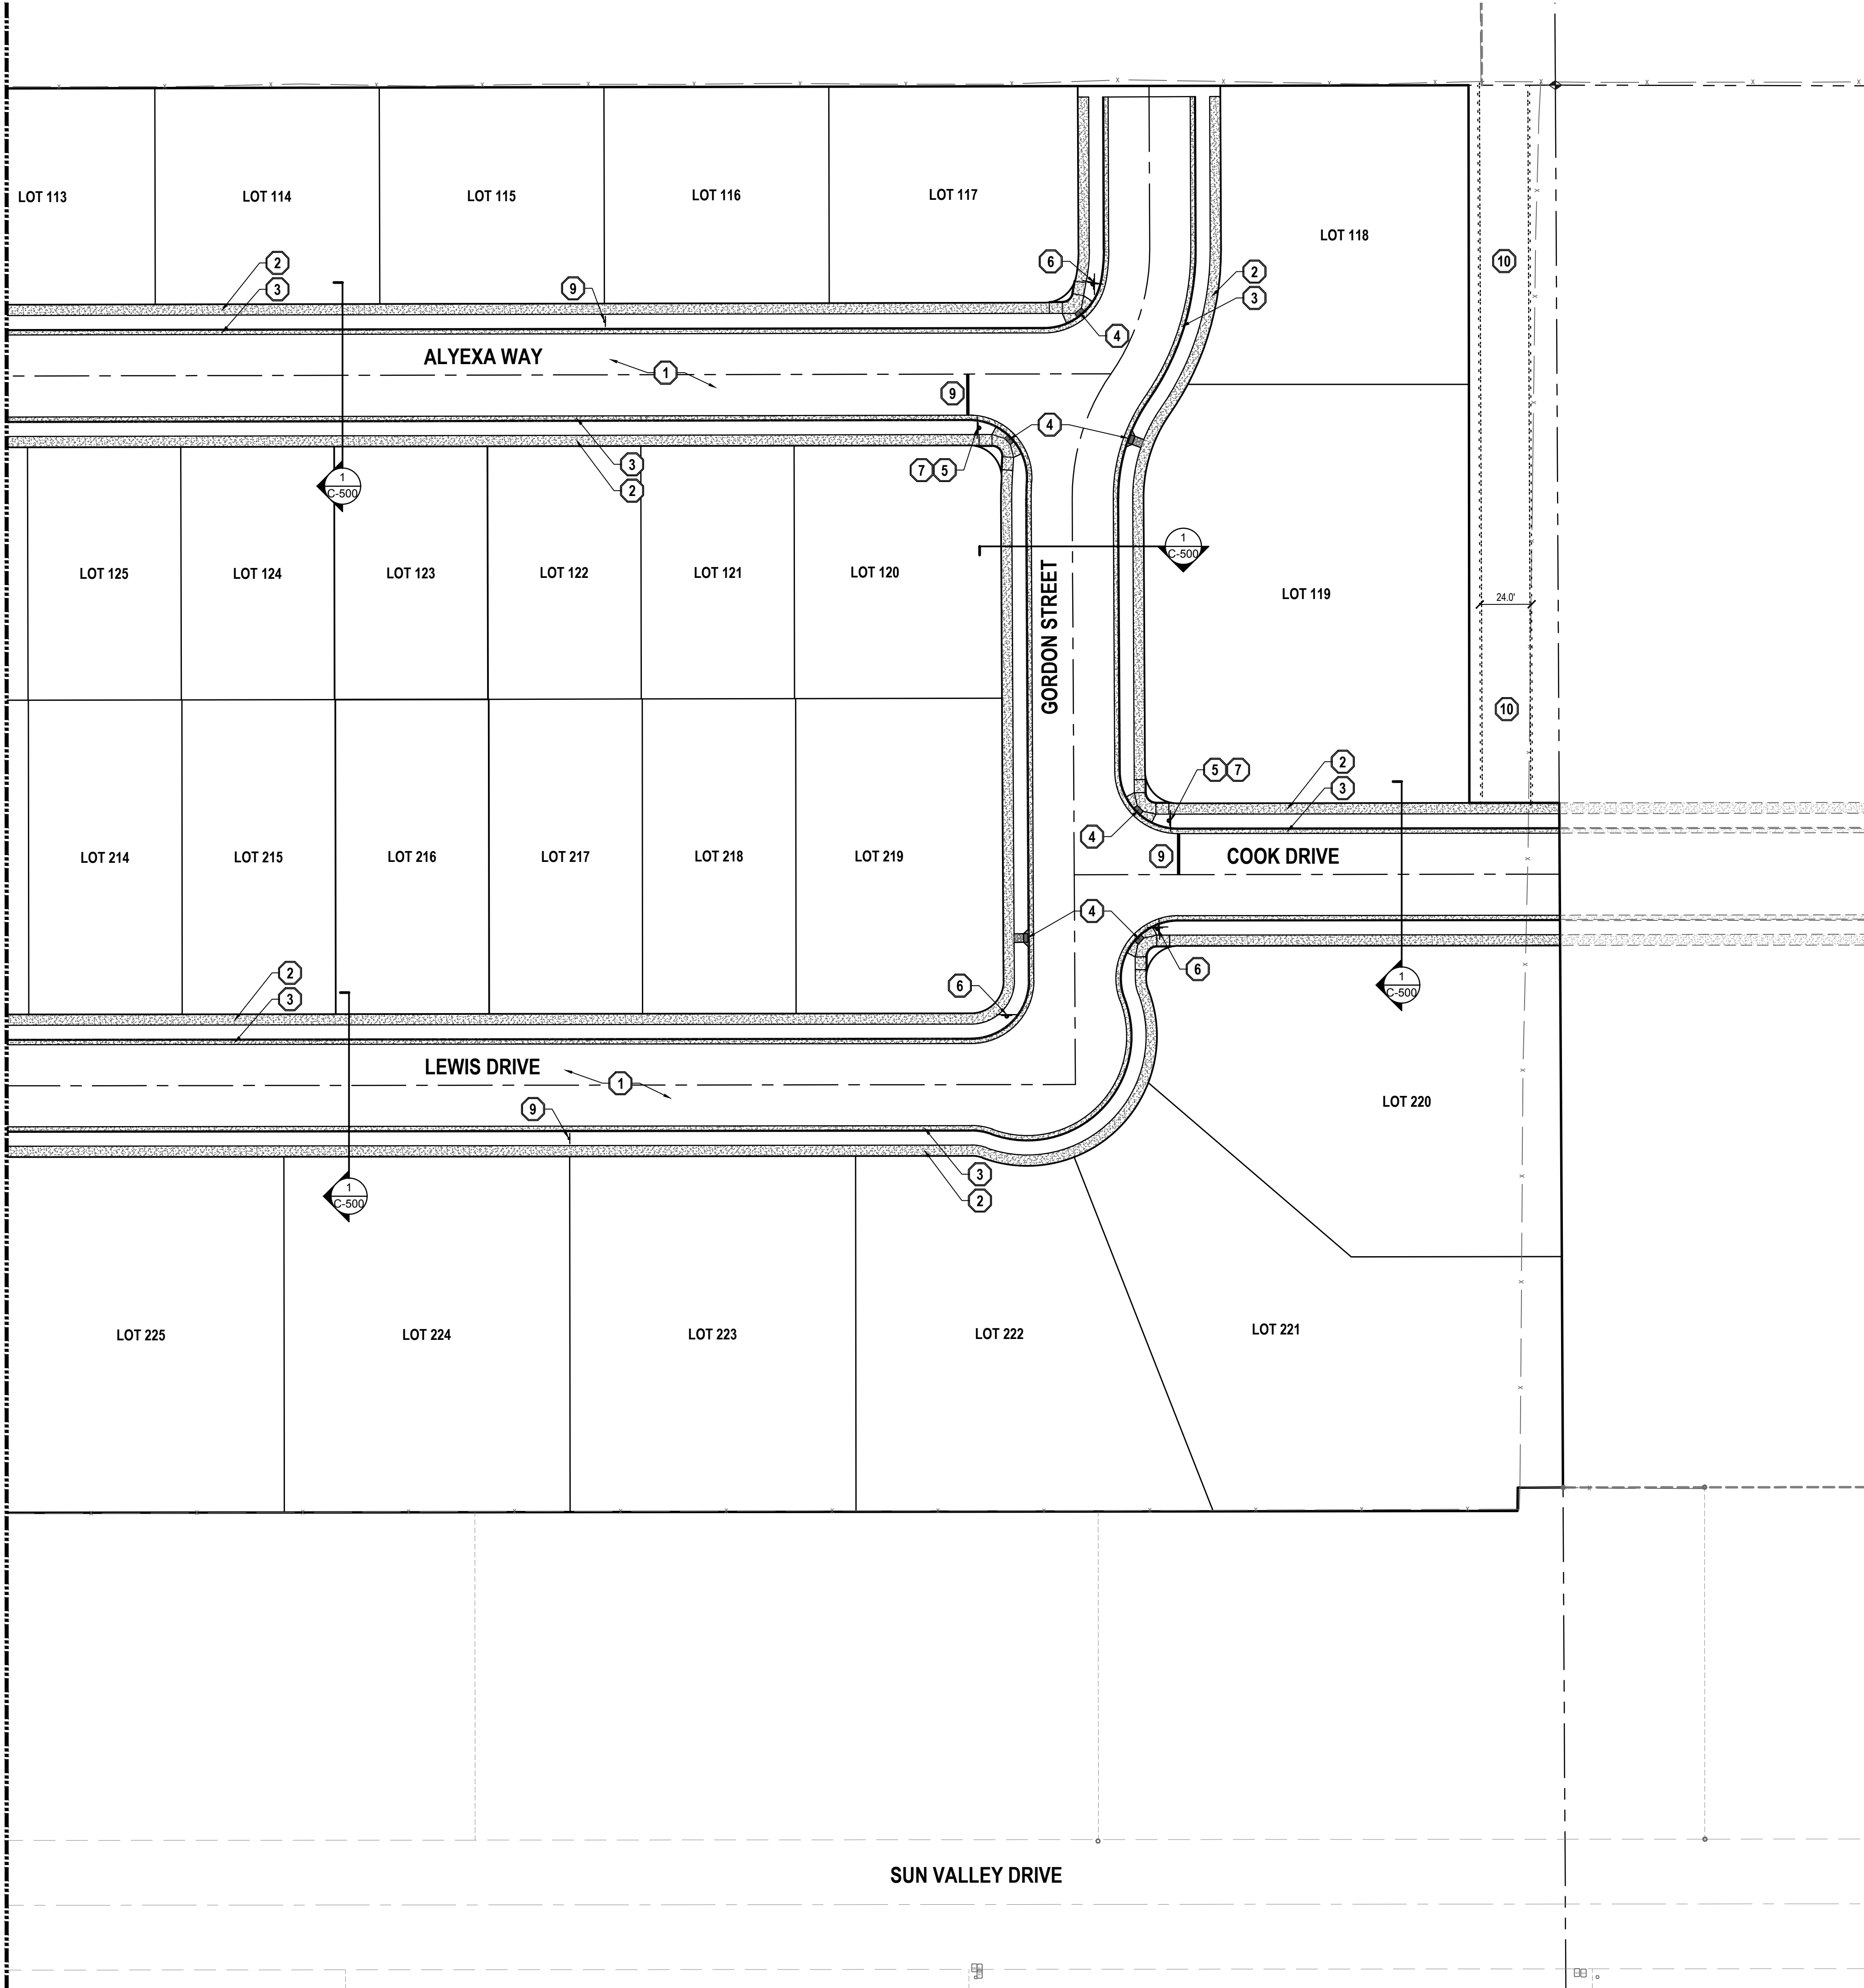 LOT 113
LOT 114
LOT 115
LOT 116
LOT 117
LOT 118
2
3
9
6
2
3
10
4
ALYEXA WAY
1
9
4
3
2
7 5
1
C-500
1
C-500
LOT 125
LOT 124
LOT 123
LOT 122
LOT 121
LOT 120
GORDON STREET
LOT 119
24.0'
10
5 7
2
3
4
9
COOK DRIVE
LOT 214
LOT 215
LOT 216
LOT 217
LOT 218
LOT 219
4
6
6
1
C-500
2
3
LEWIS DRIVE
1
9
3
2
1
C-500
LOT 220
LOT 225
LOT 224
LOT 223
LOT 222
LOT 221
SUN VALLEY DRIVE